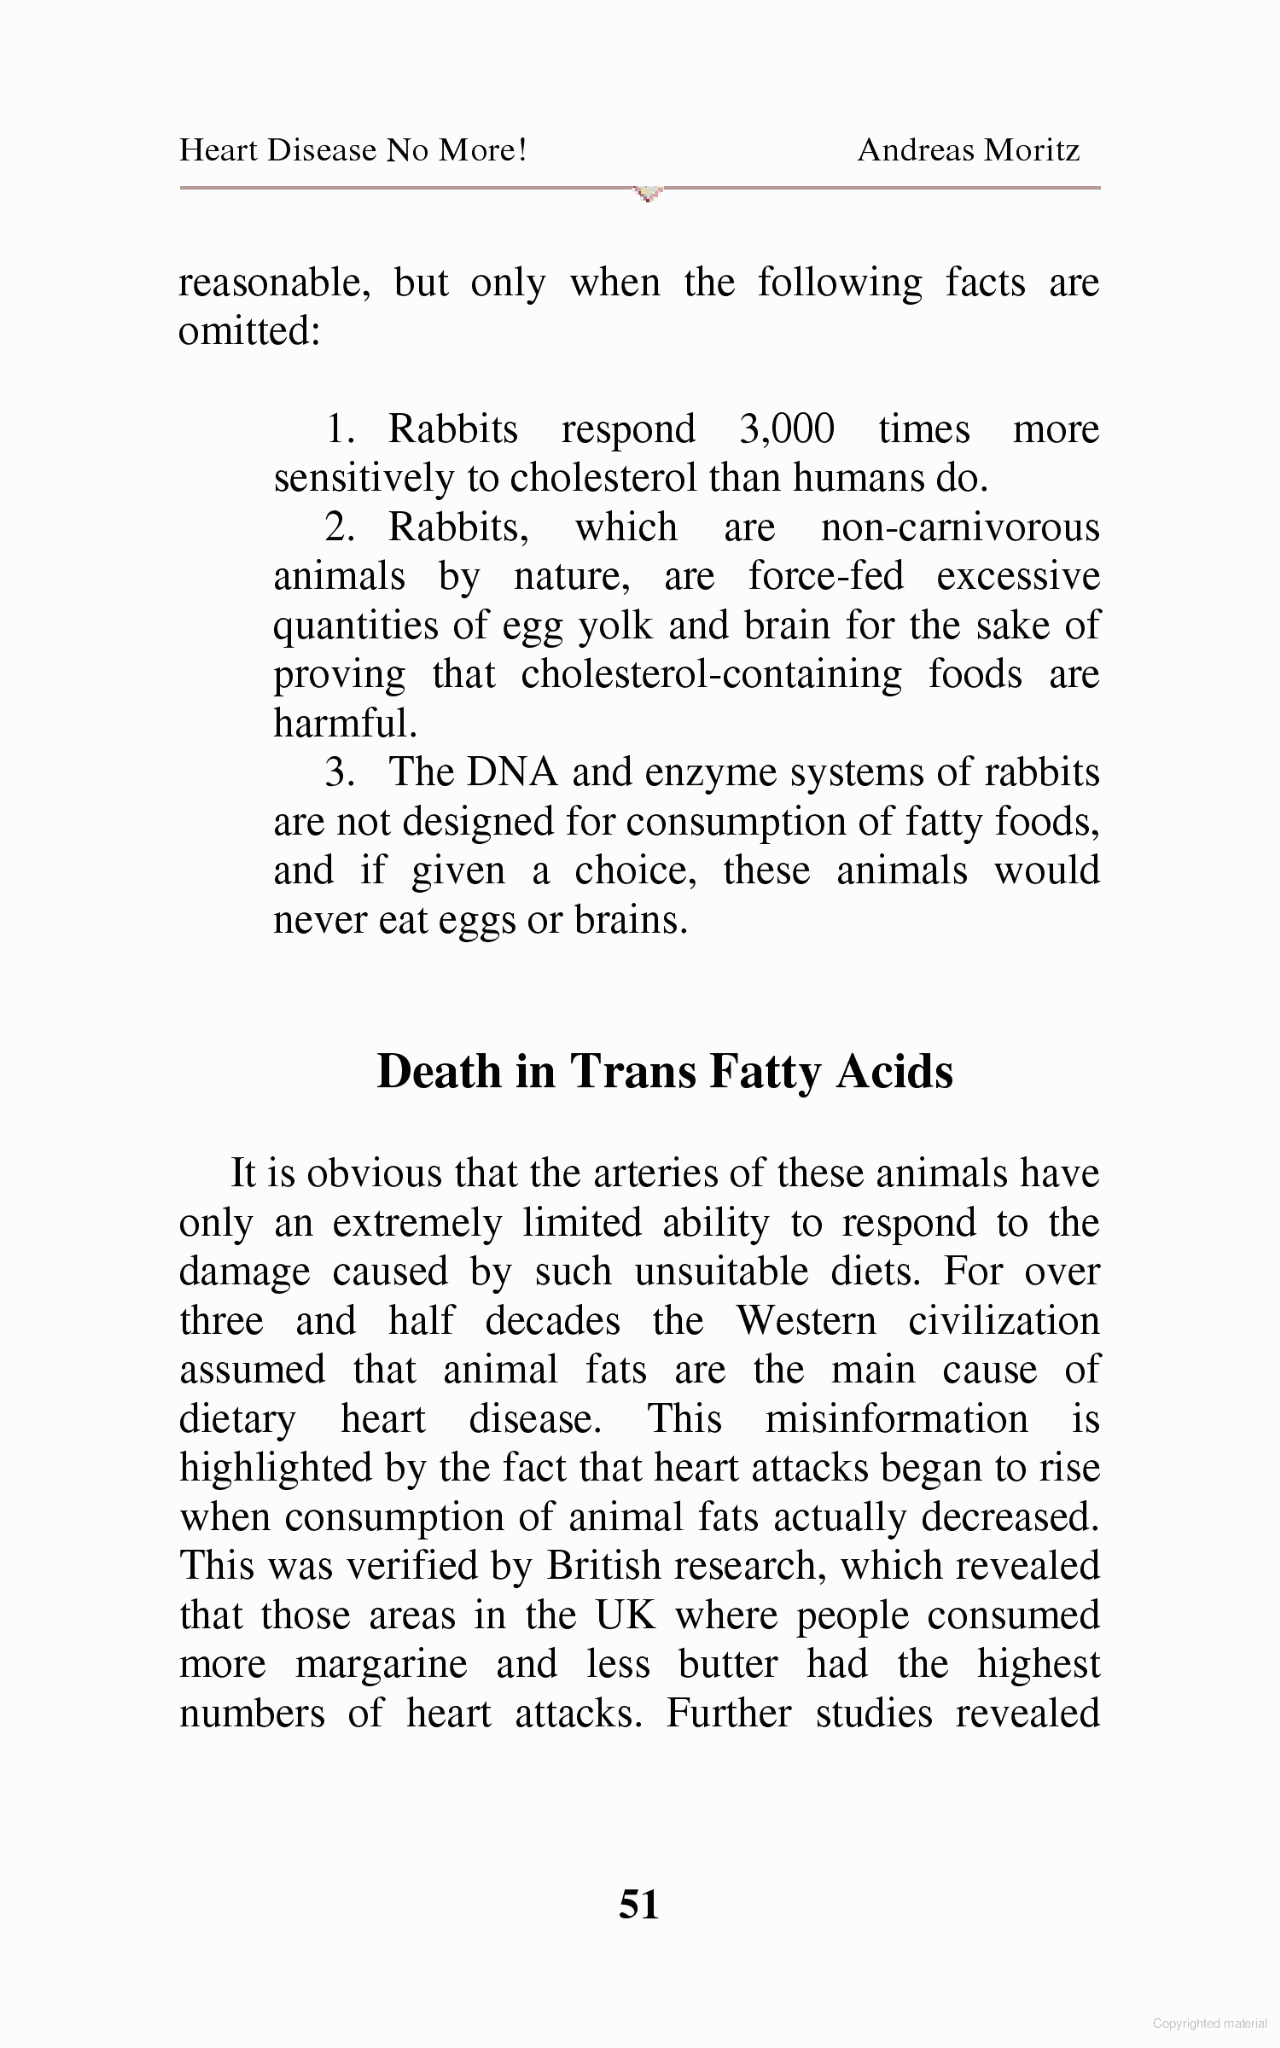 Heart Disease No More! Andreas Moritz
reasonable, but only when the following facts are
omitted:
1. Rabbits respond 3,000 times more
sensitively to cholesterol than humans do.
2. Rabbits, which are non-carnivorous
animals by nature, are force-fed excessive
quantities of egg yolk and brain for the sake of
proving that cholesterol-containing foods are
harmful.
3. The DNA and enzyme systems of rabbits
are not designed for consumption of fatty foods,
and if given a choice, these animals would
never eat eggs or brains.
Death in Trans Fatty Acids
It is obvious that the arteries of these animals have
only an extremely limited ability to respond to the
damage caused by such unsuitable diets. For over
three and half decades the Western civilization
assumed that animal fats are the main cause of
dietary heart disease. This misinformation is
highlighted by the fact that heart attacks began to rise
when consumption of animal fats actually decreased.
This was verified by British research, which revealed
that those areas in the UK where people consumed
more margarine and less butter had the highest
numbers of heart attacks. Further studies revealed
51
Copyrighted material